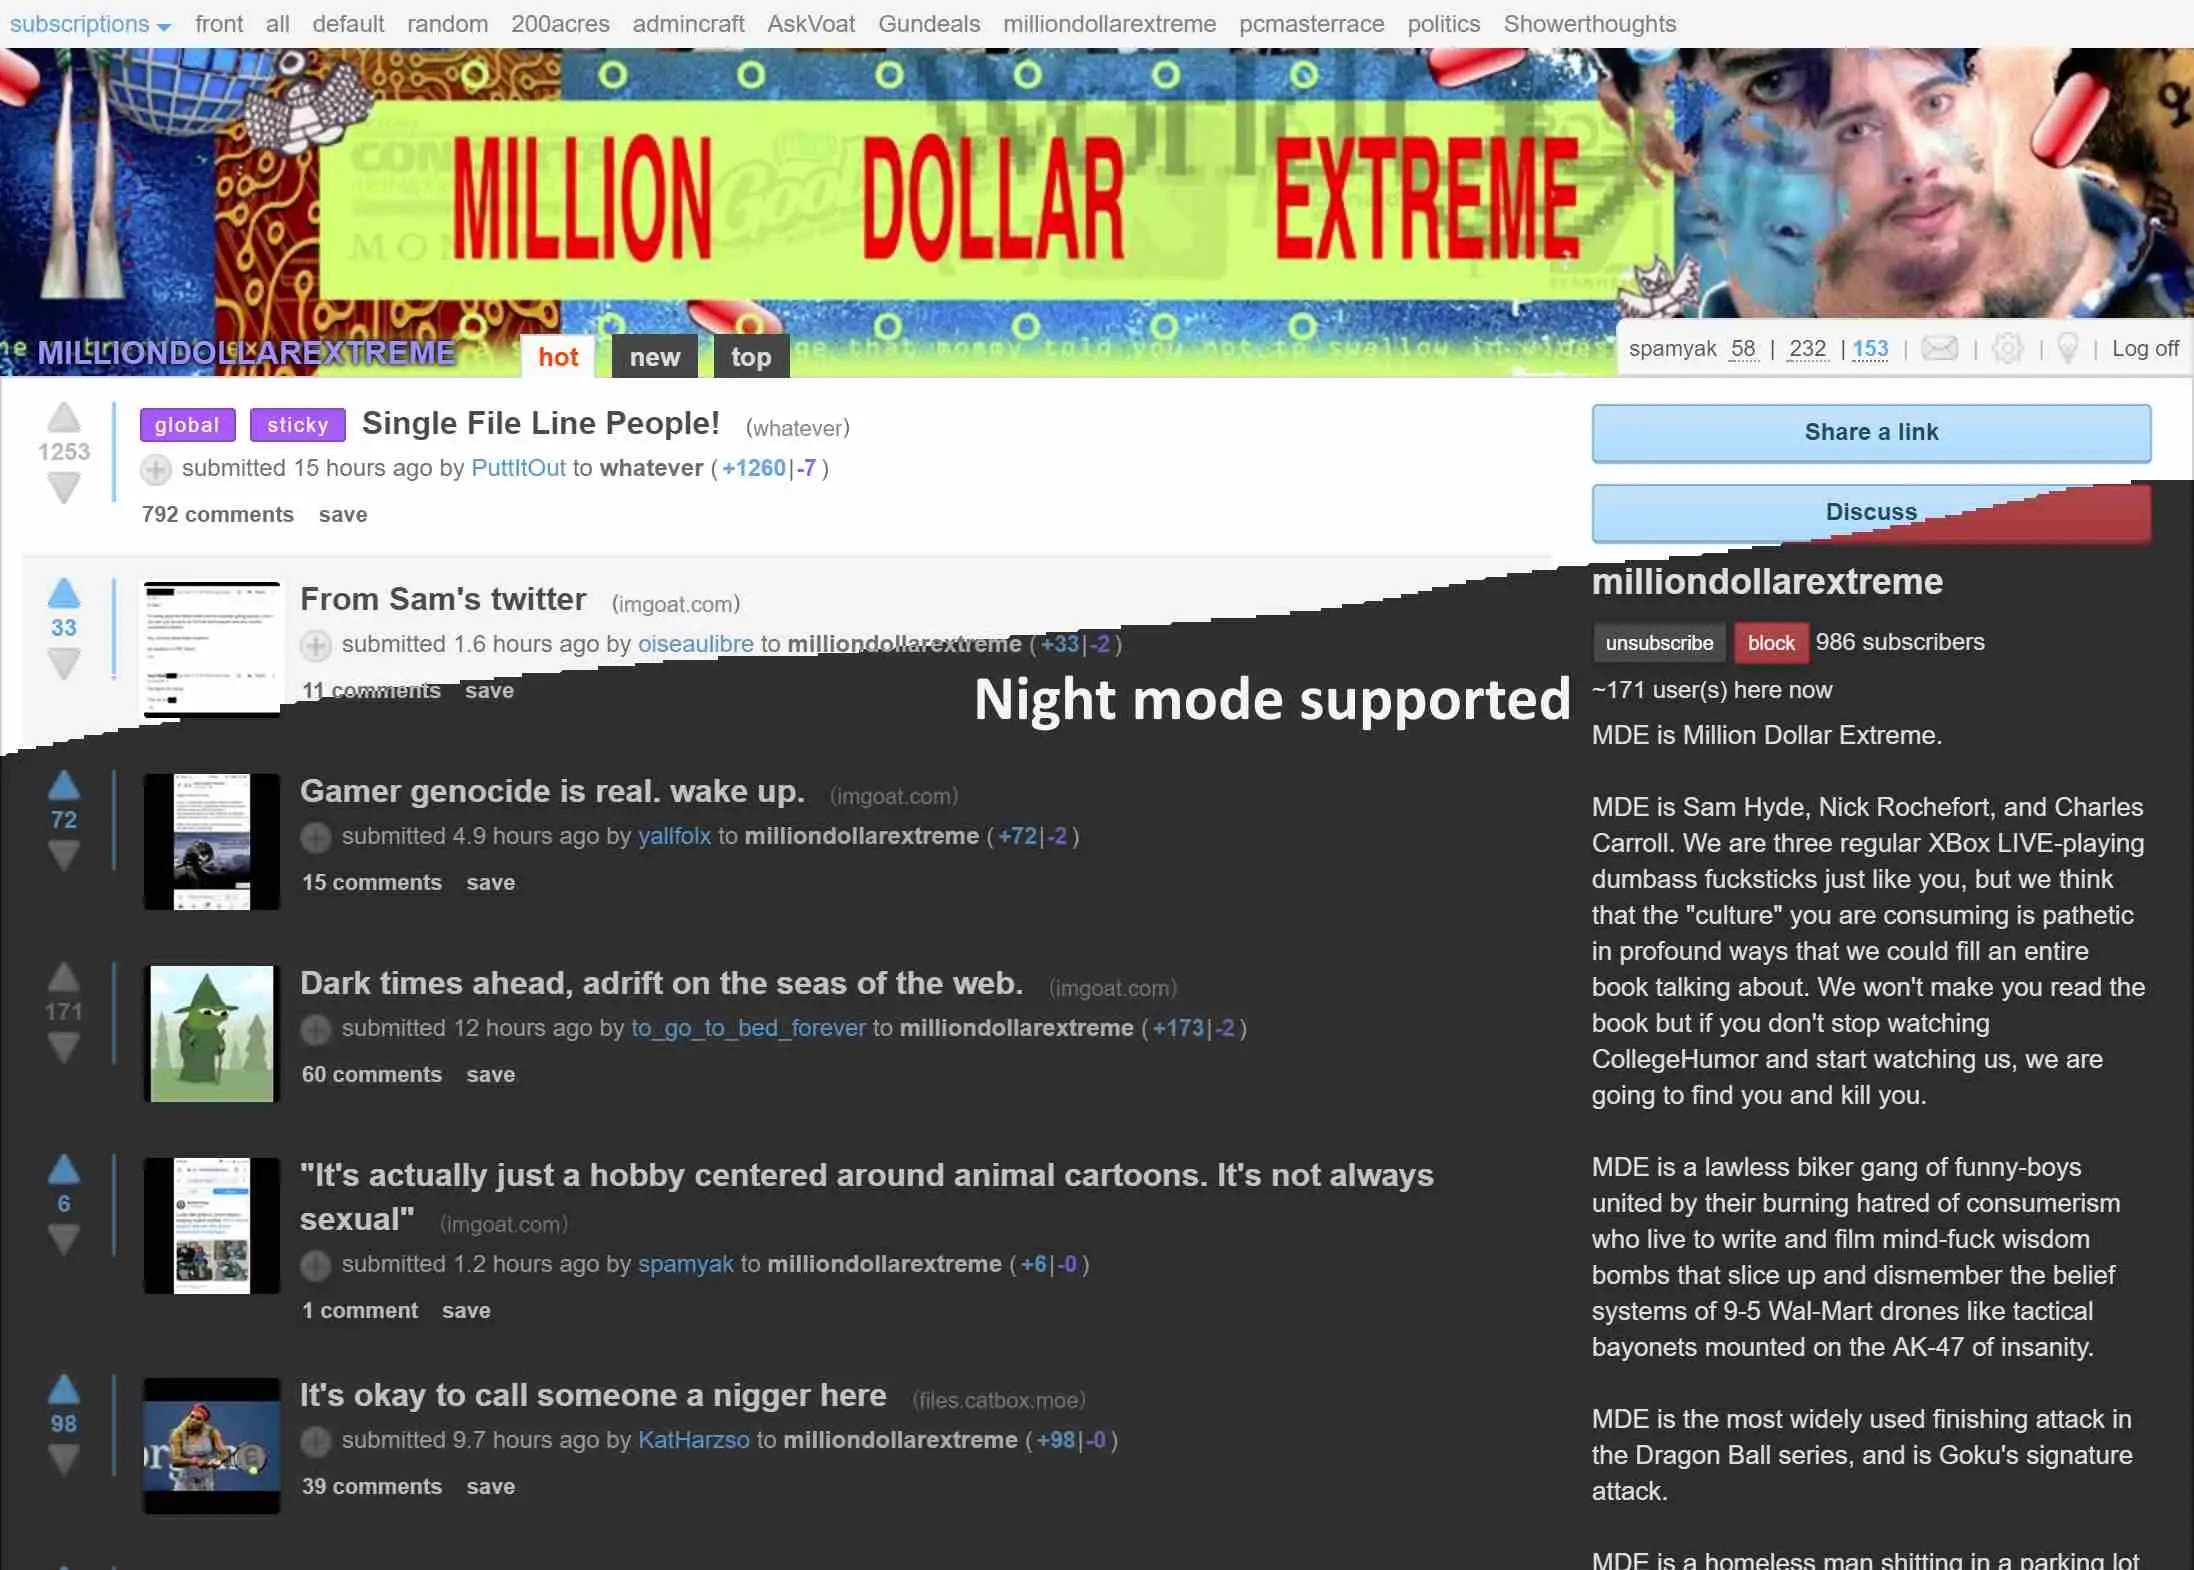 subscriptions front all default random 200acres admincraft AskVoat Gundeals milliondollarextreme pcmasterrace politics Showerthoughts
MILLION DOLLAR EXTREME
MILLIONDOLLAREXTREME hot new top
that mommy told you not to swallow
spamyak 58 | 232 | 153 | | | | Log off
1253
global sticky Single File Line People! (whatever)
submitted 15 hours ago by PuttItOut to whatever (+1260|-7)
792 comments save
33
From Sam's twitter (imgoat.com)
submitted 1.6 hours ago by oiseaulibre to milliondollarextreme (+33|-2)
11 comments save
Night mode supported
72
Gamer genocide is real. wake up. (imgoat.com)
submitted 4.9 hours ago by yallfolx to milliondollarextreme (+72|-2)
15 comments save
171
Dark times ahead, adrift on the seas of the web. (imgoat.com)
submitted 12 hours ago by to_go_to_bed_forever to milliondollarextreme (+173|-2)
60 comments save
6
"It's actually just a hobby centered around animal cartoons. It's not always
sexual" (imgoat.com)
submitted 1.2 hours ago by spamyak to milliondollarextreme (+6|-0)
1 comment save
98
It's okay to call someone a nigger here (files.catbox.moe)
submitted 9.7 hours ago by KatHarzso to milliondollarextreme (+98|-0)
39 comments save
Share a link
Discuss
milliondollarextreme
unsubscribe block 986 subscribers
~171 user(s) here now
MDE is Million Dollar Extreme.
MDE is Sam Hyde, Nick Rochefort, and Charles
Carroll. We are three regular XBox LIVE-playing
dumbass fucksticks just like you, but we think
that the "culture" you are consuming is pathetic
in profound ways that we could fill an entire
book talking about. We won't make you read the
book but if you don't stop watching
CollegeHumor and start watching us, we are
going to find you and kill you.
MDE is a lawless biker gang of funny-boys
united by their burning hatred of consumerism
who live to write and film mind-fuck wisdom
bombs that slice up and dismember the belief
systems of 9-5 Wal-Mart drones like tactical
bayonets mounted on the AK-47 of insanity.
MDE is the most widely used finishing attack in
the Dragon Ball series, and is Goku's signature
attack.
MDE is a homeless man shitting in a parking lot